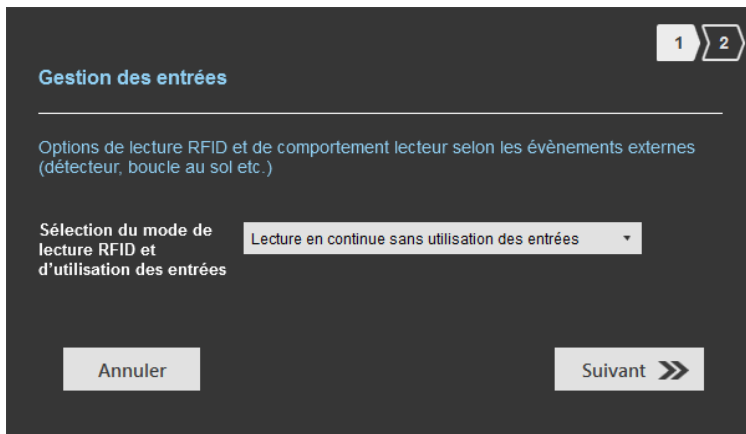 1 2
Gestion des entrées
Options de lecture RFID et de comportement lecteur selon les évènements externes
(détecteur, boucle au sol etc.)
Sélection du mode de
lecture RFID et
d'utilisation des entrées
Lecture en continue sans utilisation des entrées
Annuler
Suivant